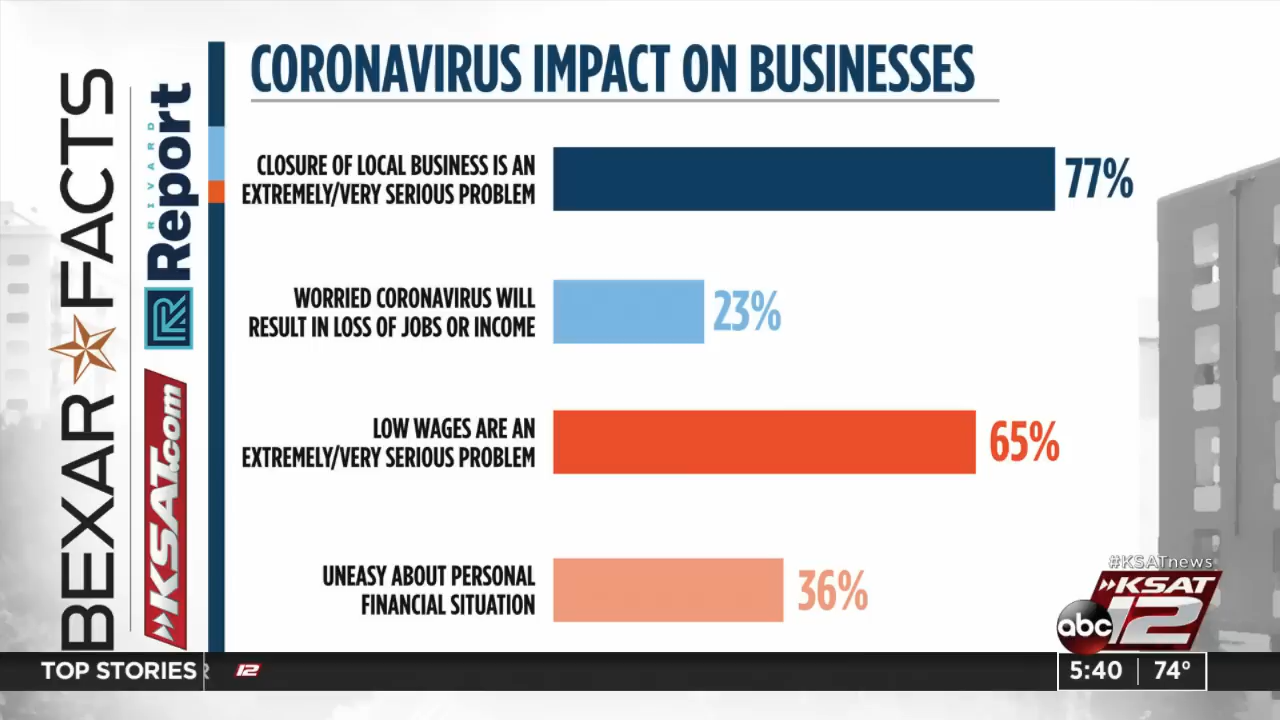 CORONAVIRUS IMPACT ON BUSINESSES
BEXAR FACTS
RIVARD
Report
R
KSAT.com
CLOSURE OF LOCAL BUSINESS IS AN
EXTREMELY/VERY SERIOUS PROBLEM
77%
WORRIED CORONAVIRUS WILL
RESULT IN LOSS OF JOBS OR INCOME
23%
LOW WAGES ARE AN
EXTREMELY/VERY SERIOUS PROBLEM
65%
UNEASY ABOUT PERSONAL
FINANCIAL SITUATION
36%
#KSATnews
KSAT
abc 12
TOP STORIES
12
5:40 74°